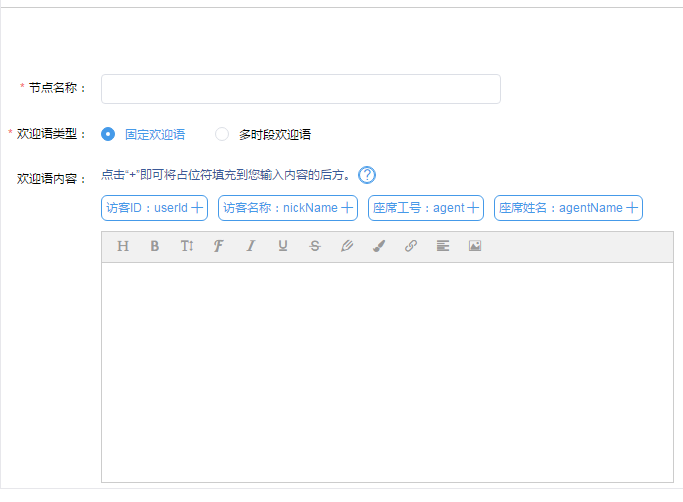 * 节点名称：
* 欢迎语类型： 固定欢迎语 多时段欢迎语
欢迎语内容： 点击“+”即可将占位符填充到您输入内容的后方。 ?
访客ID：userId + 访客名称：nickName + 座席工号：agent + 座席姓名：agentName +
H B T F I U S